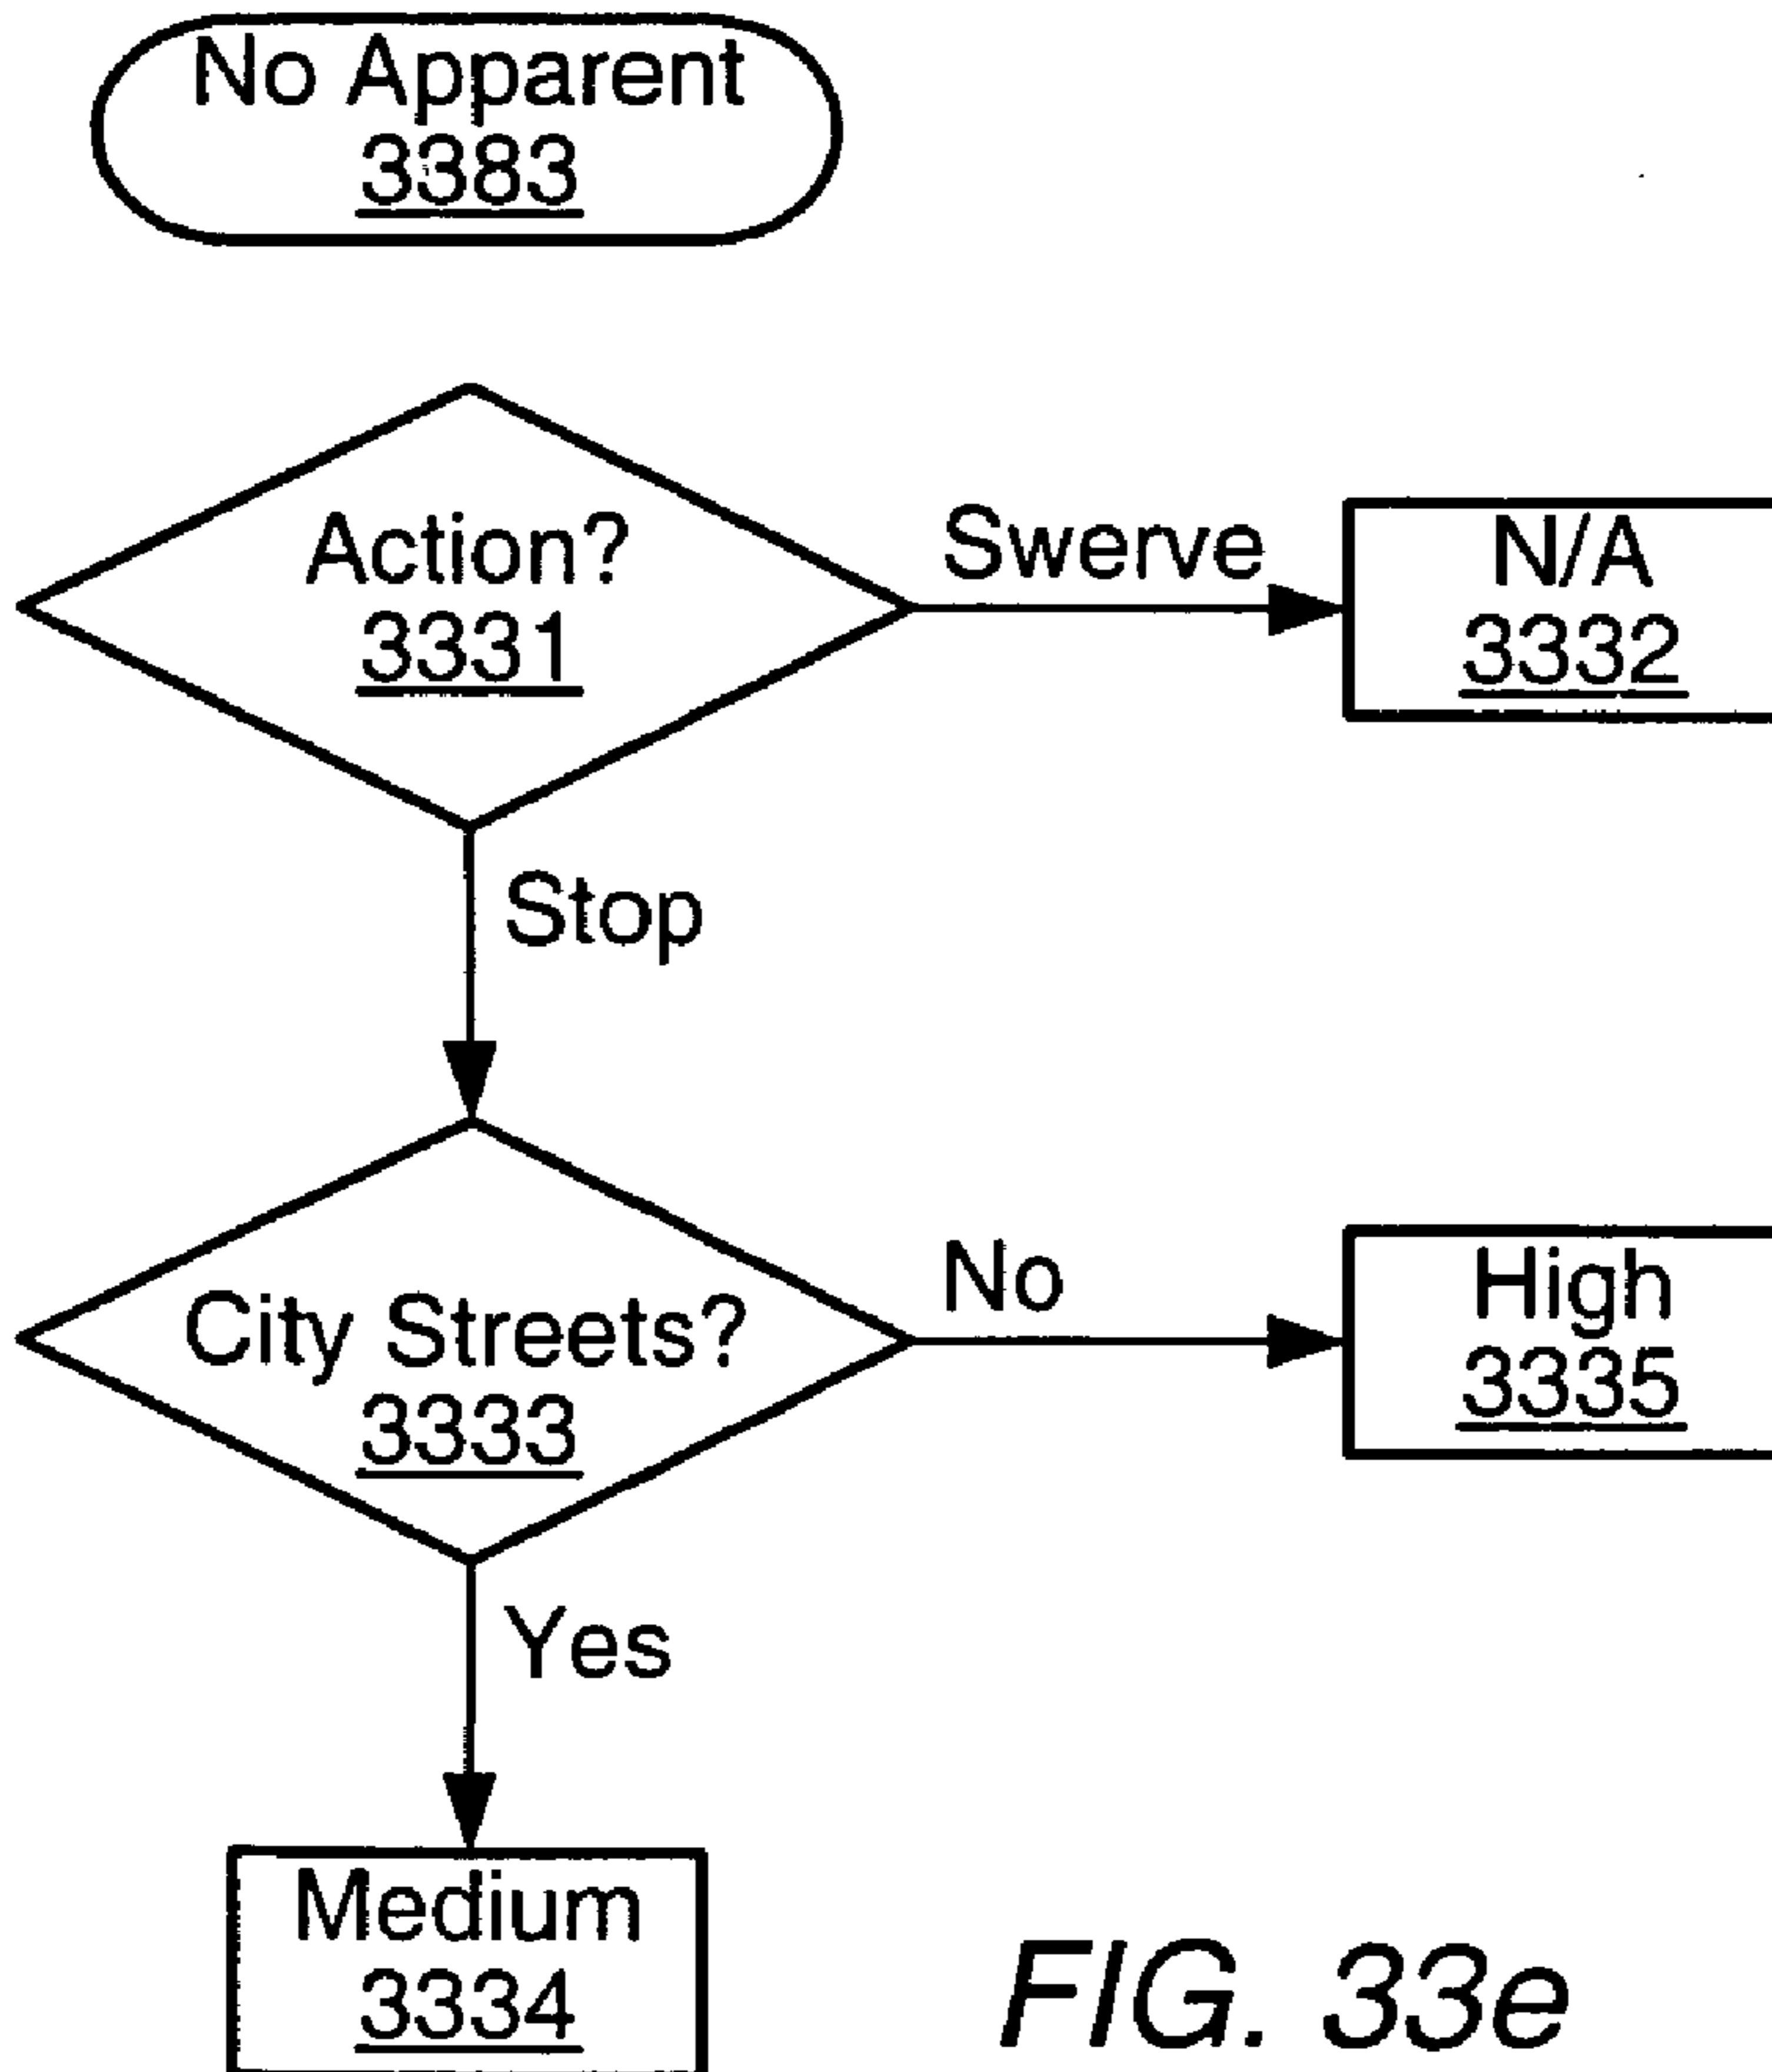 No Apparent
3383
Action?
3331
Swerve
N/A
3332
Stop
City Streets?
3333
No
High
3335
Yes
Medium
3334
FIG. 33e